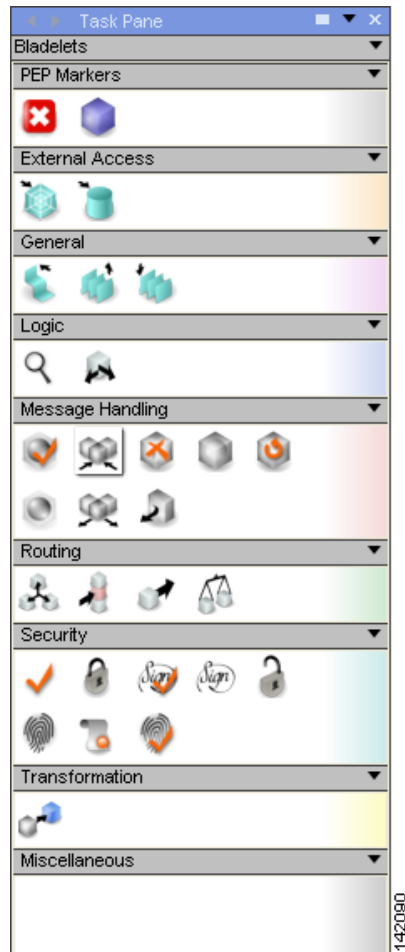 Task Pane
Bladelets
PEP Markers
External Access
General
Logic
Message Handling
Routing
Security
Sign
Sign
Transformation
Miscellaneous
142090